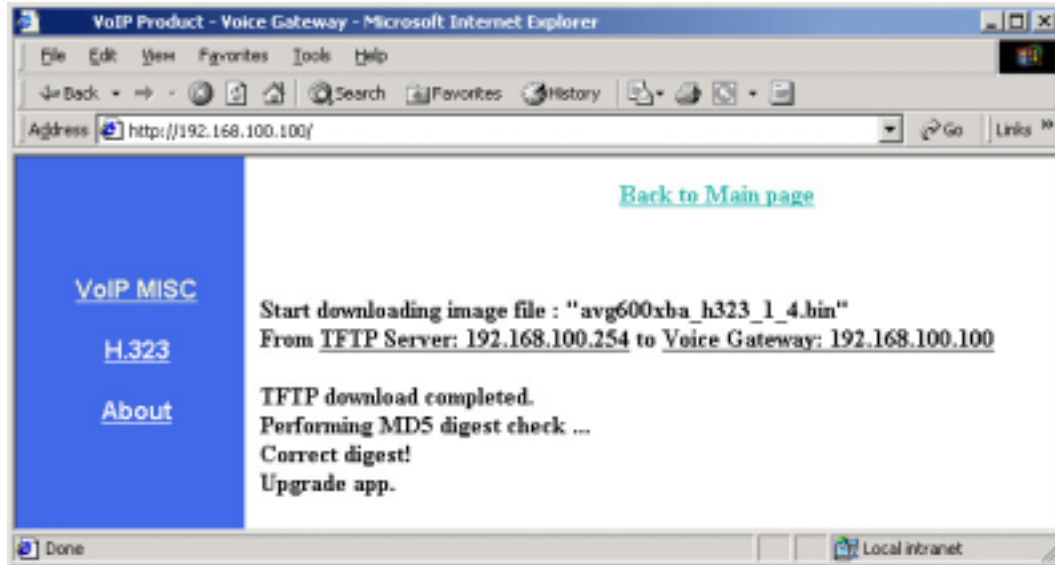 VoIP Product - Voice Gateway - Microsoft Internet Explorer
File Edit View Favorites Tools Help
Back Search Favorites History
Address http://192.168.100.100/ Go Links »
Back to Main page
VoIP MISC
H.323
About
Start downloading image file : "avg600xba_h323_1_4.bin"
From TFTP Server: 192.168.100.254 to Voice Gateway: 192.168.100.100
TFTP download completed.
Performing MD5 digest check ...
Correct digest!
Upgrade app.
Done Local intranet